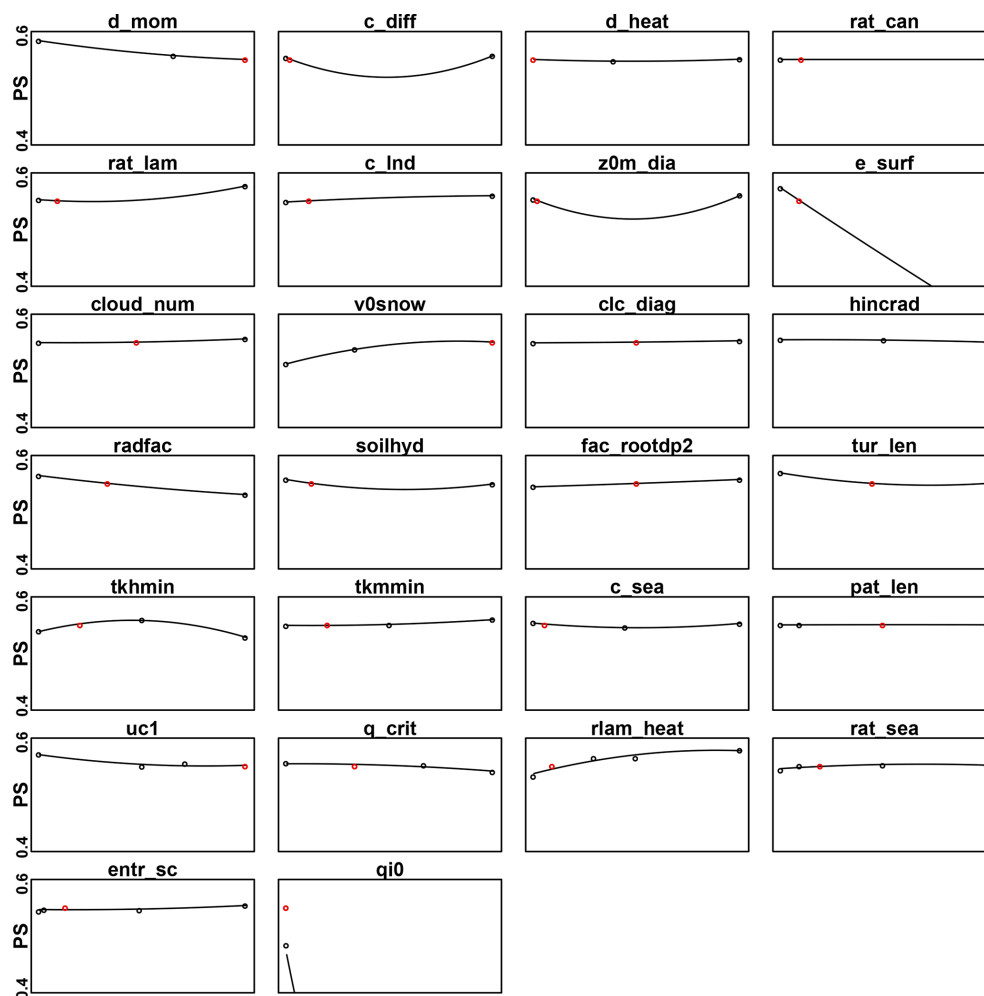 d_mom c_diff d_heat rat_can
0.6
PS
0.4
rat_lam c_lnd z0m_dia e_surf
0.6
PS
0.4
cloud_num v0snow clc_diag hincrad
0.6
PS
0.4
radfac soilhyd fac_rootdp2 tur_len
0.6
PS
0.4
tkhmin tkmmin c_sea pat_len
0.6
PS
0.4
uc1 q_crit rlam_heat rat_sea
0.6
PS
0.4
entr_sc qi0
0.6
PS
0.4